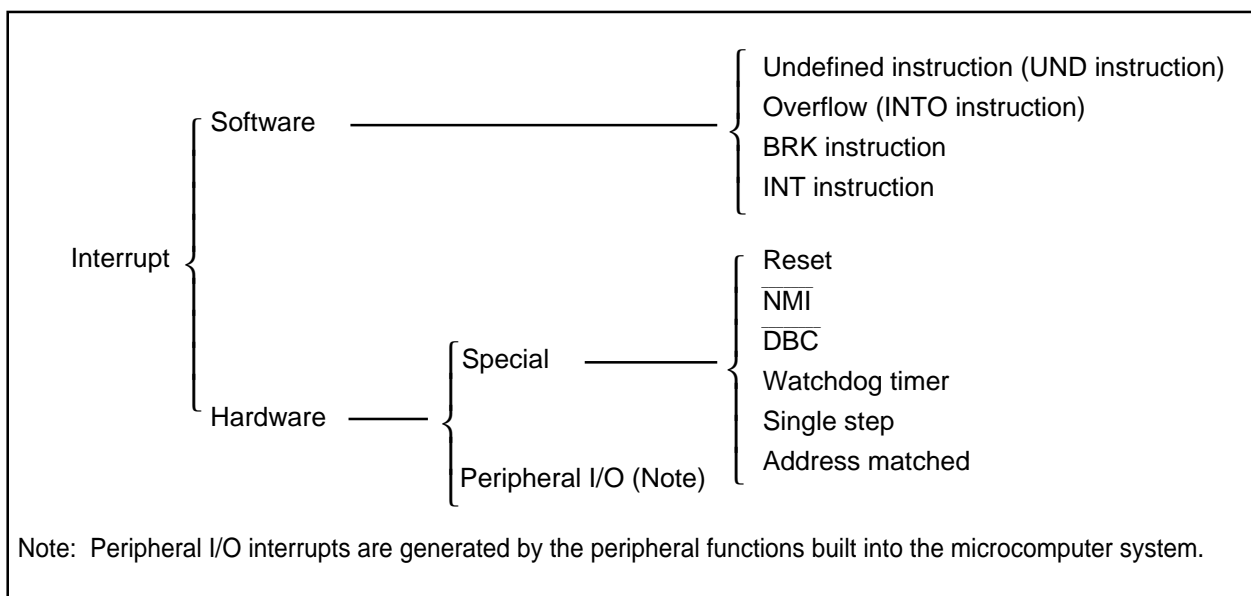 Interrupt
Software
Undefined instruction (UND instruction)
Overflow (INTO instruction)
BRK instruction
INT instruction
Hardware
Special
Reset
N̅M̅I̅
D̅B̅C̅
Watchdog timer
Single step
Address matched
Peripheral I/O (Note)
Note: Peripheral I/O interrupts are generated by the peripheral functions built into the microcomputer system.